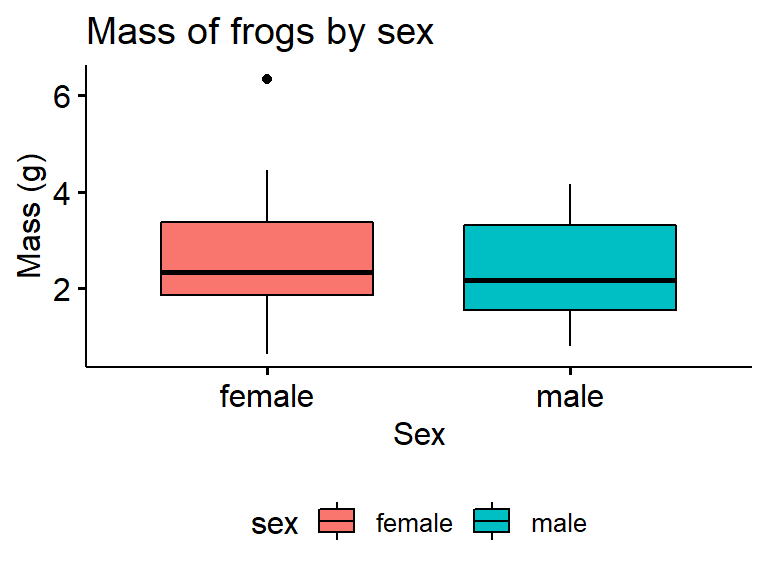 Mass of frogs by sex
6
4
2
Mass (g)
female male
Sex
sex female male